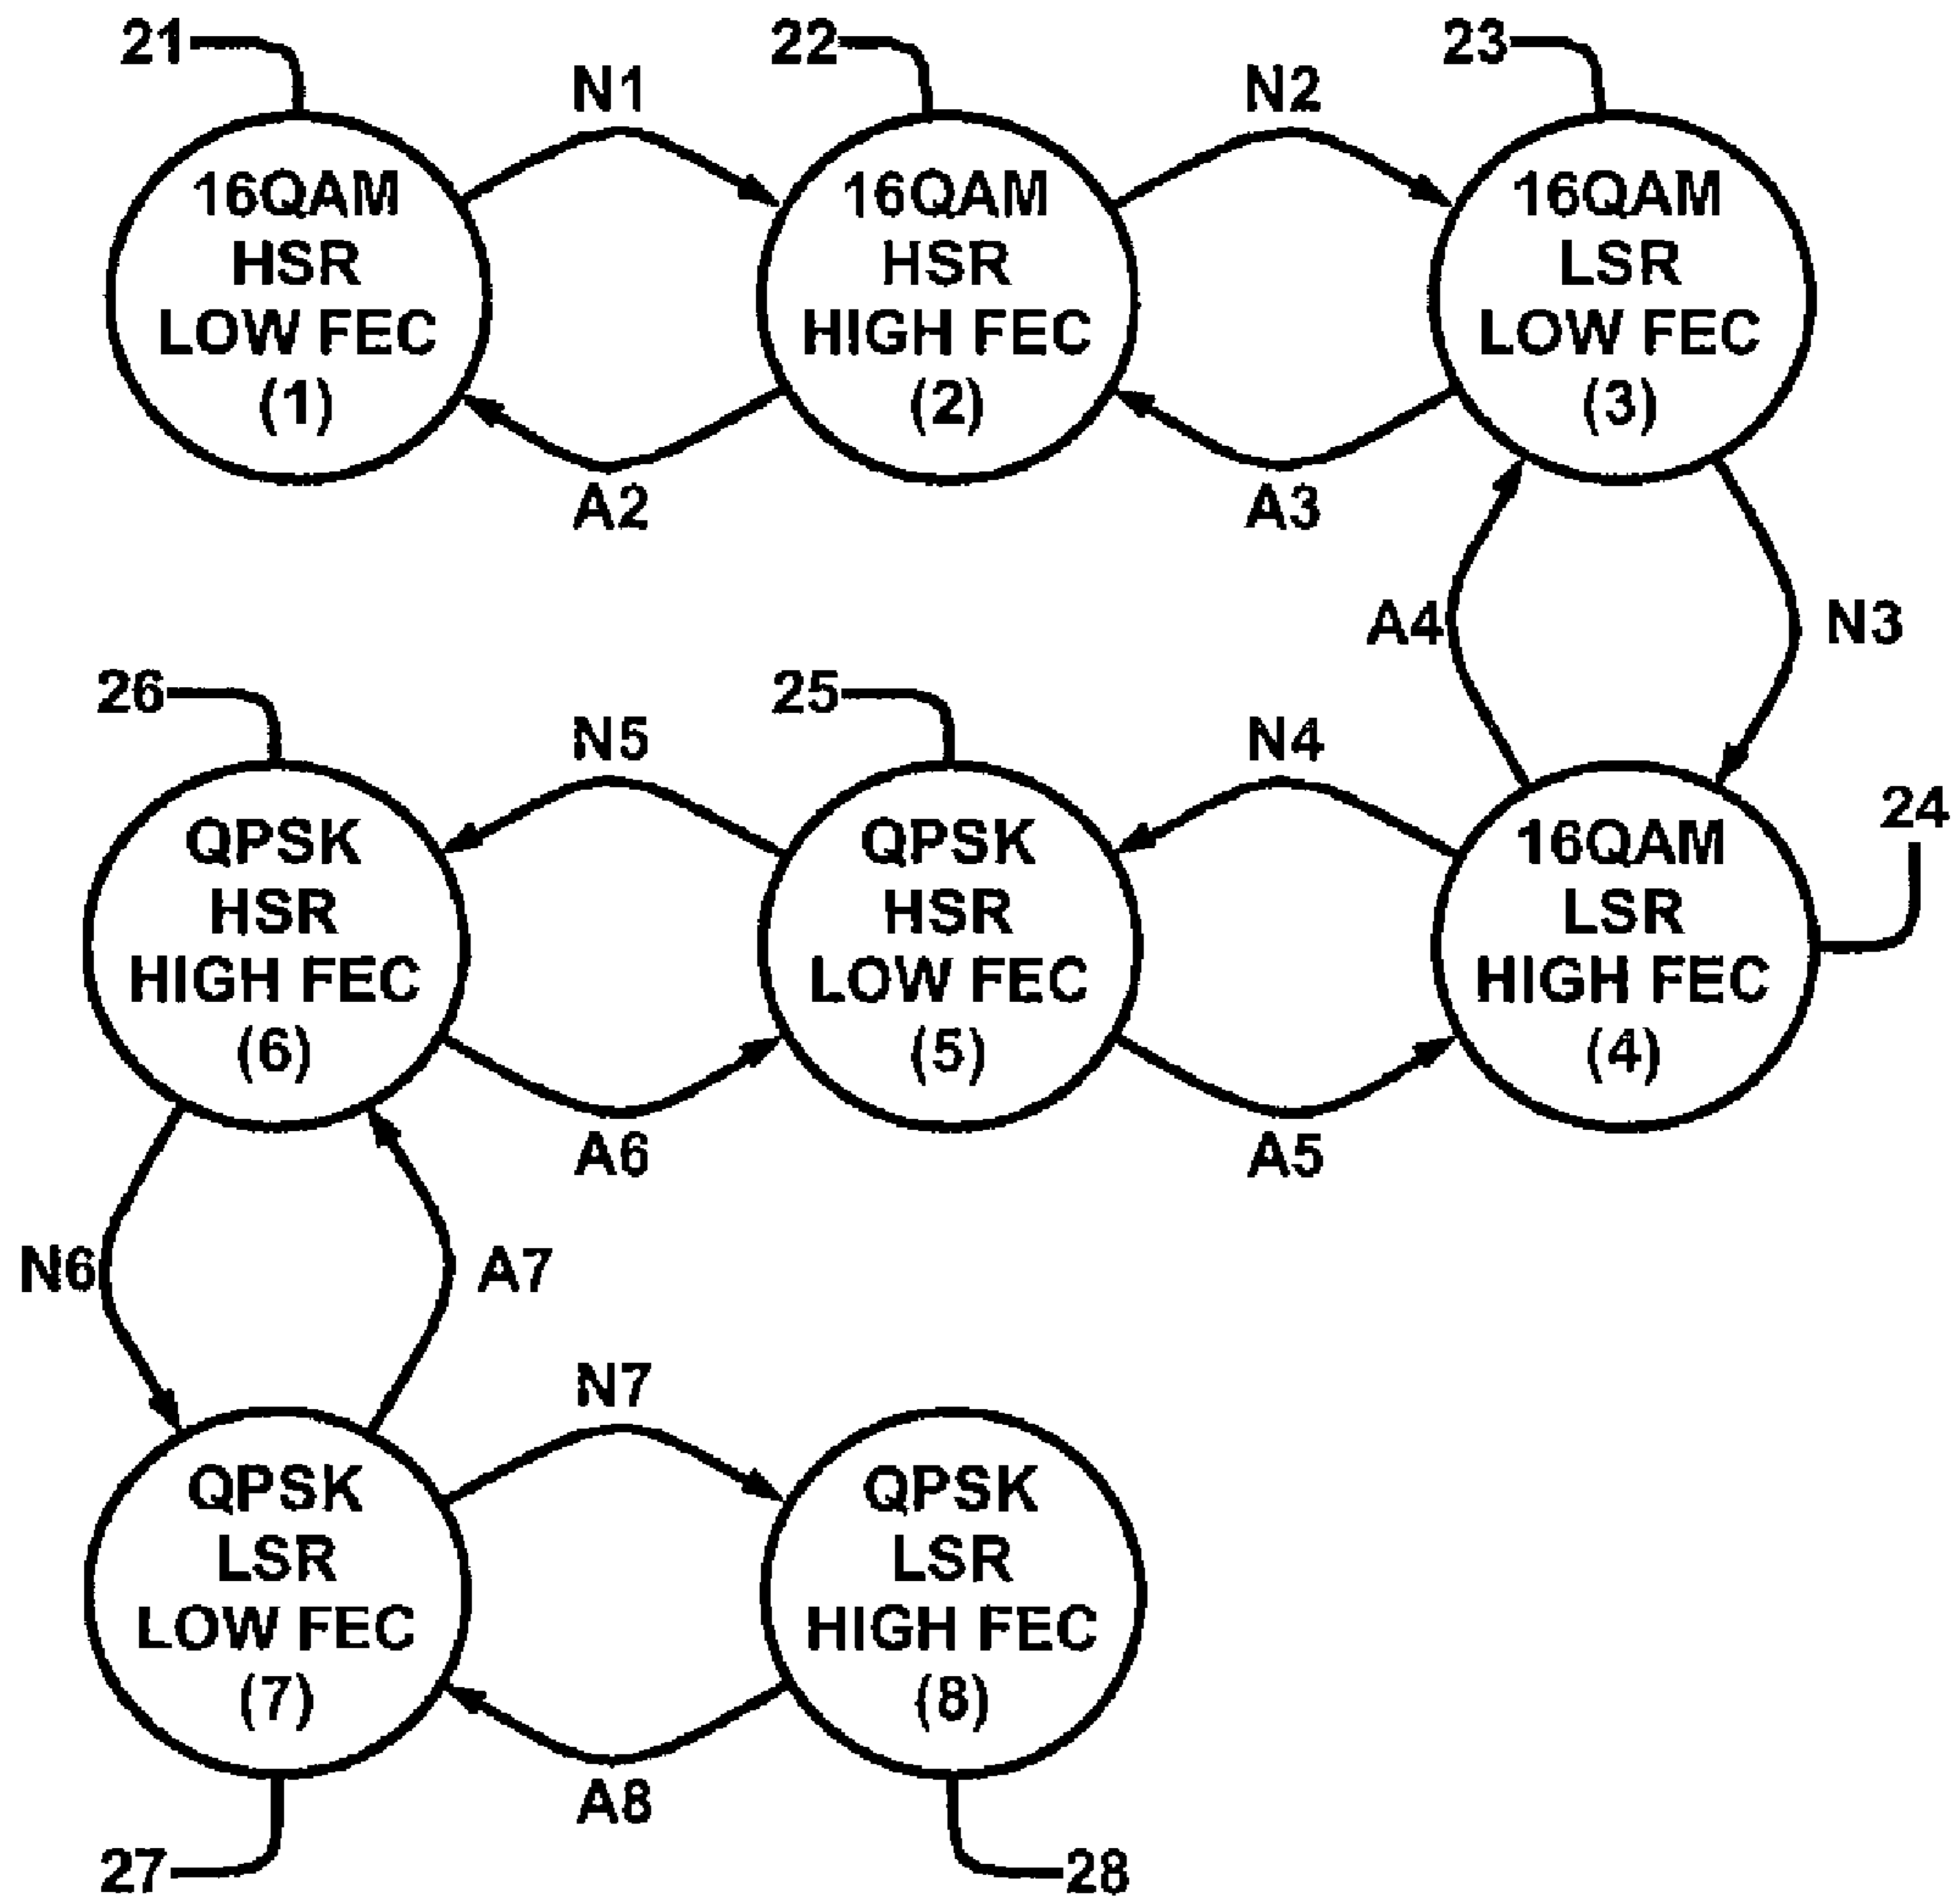 21
22
23
N1
N2
16QAM
HSR
LOW FEC
(1)
16QAM
HSR
HIGH FEC
(2)
16QAM
LSR
LOW FEC
(3)
A2
A3
A4
N3
26
25
24
N5
N4
QPSK
HSR
HIGH FEC
(6)
QPSK
HSR
LOW FEC
(5)
16QAM
LSR
HIGH FEC
(4)
A6
A5
N6
A7
N7
QPSK
LSR
LOW FEC
(7)
QPSK
LSR
HIGH FEC
(8)
A8
27
28